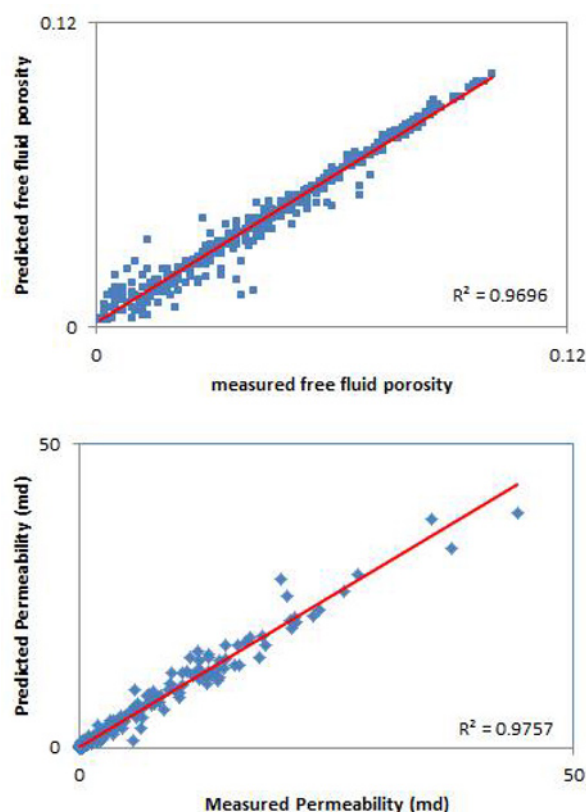 0.12
Predicted free fluid porosity
R² = 0.9696
0
0
0.12
measured free fluid porosity
50
Predicted Permeability (md)
R² = 0.9757
0
0
50
Measured Permeability (md)